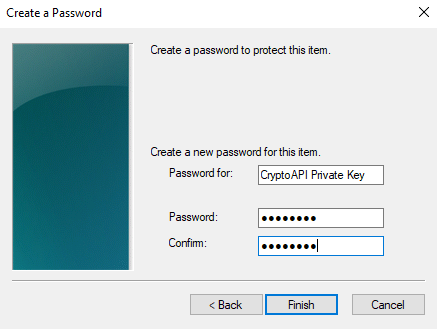 Create a Password
Create a password to protect this item.
Create a new password for this item.
Password for: CryptoAPI Private Key
Password: ●●●●●●●●
Confirm: ●●●●●●●●
< Back Finish Cancel